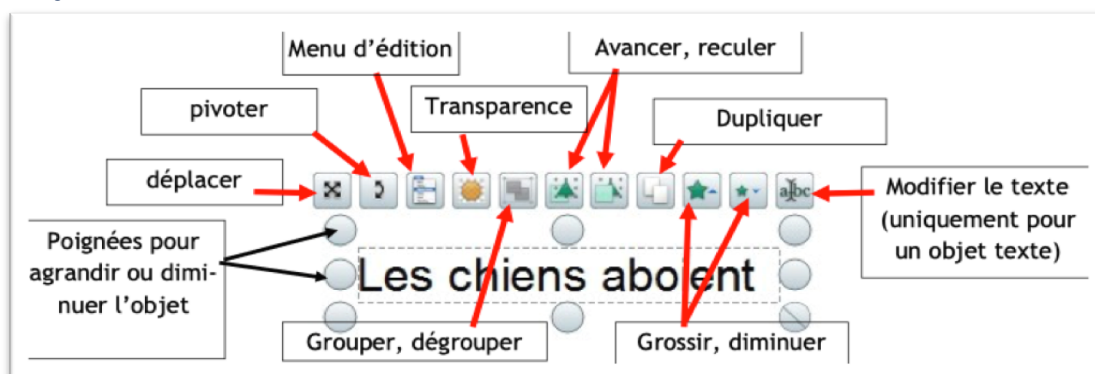 Menu d'édition
Avancer, reculer
pivoter
Transparence
Dupliquer
déplacer
a bc
Modifier le texte
(uniquement pour
un objet texte)
Poignées pour
agrandir ou dimi-
nuer l'objet
Les chiens aboient
Grouper, dégrouper
Grossir, diminuer